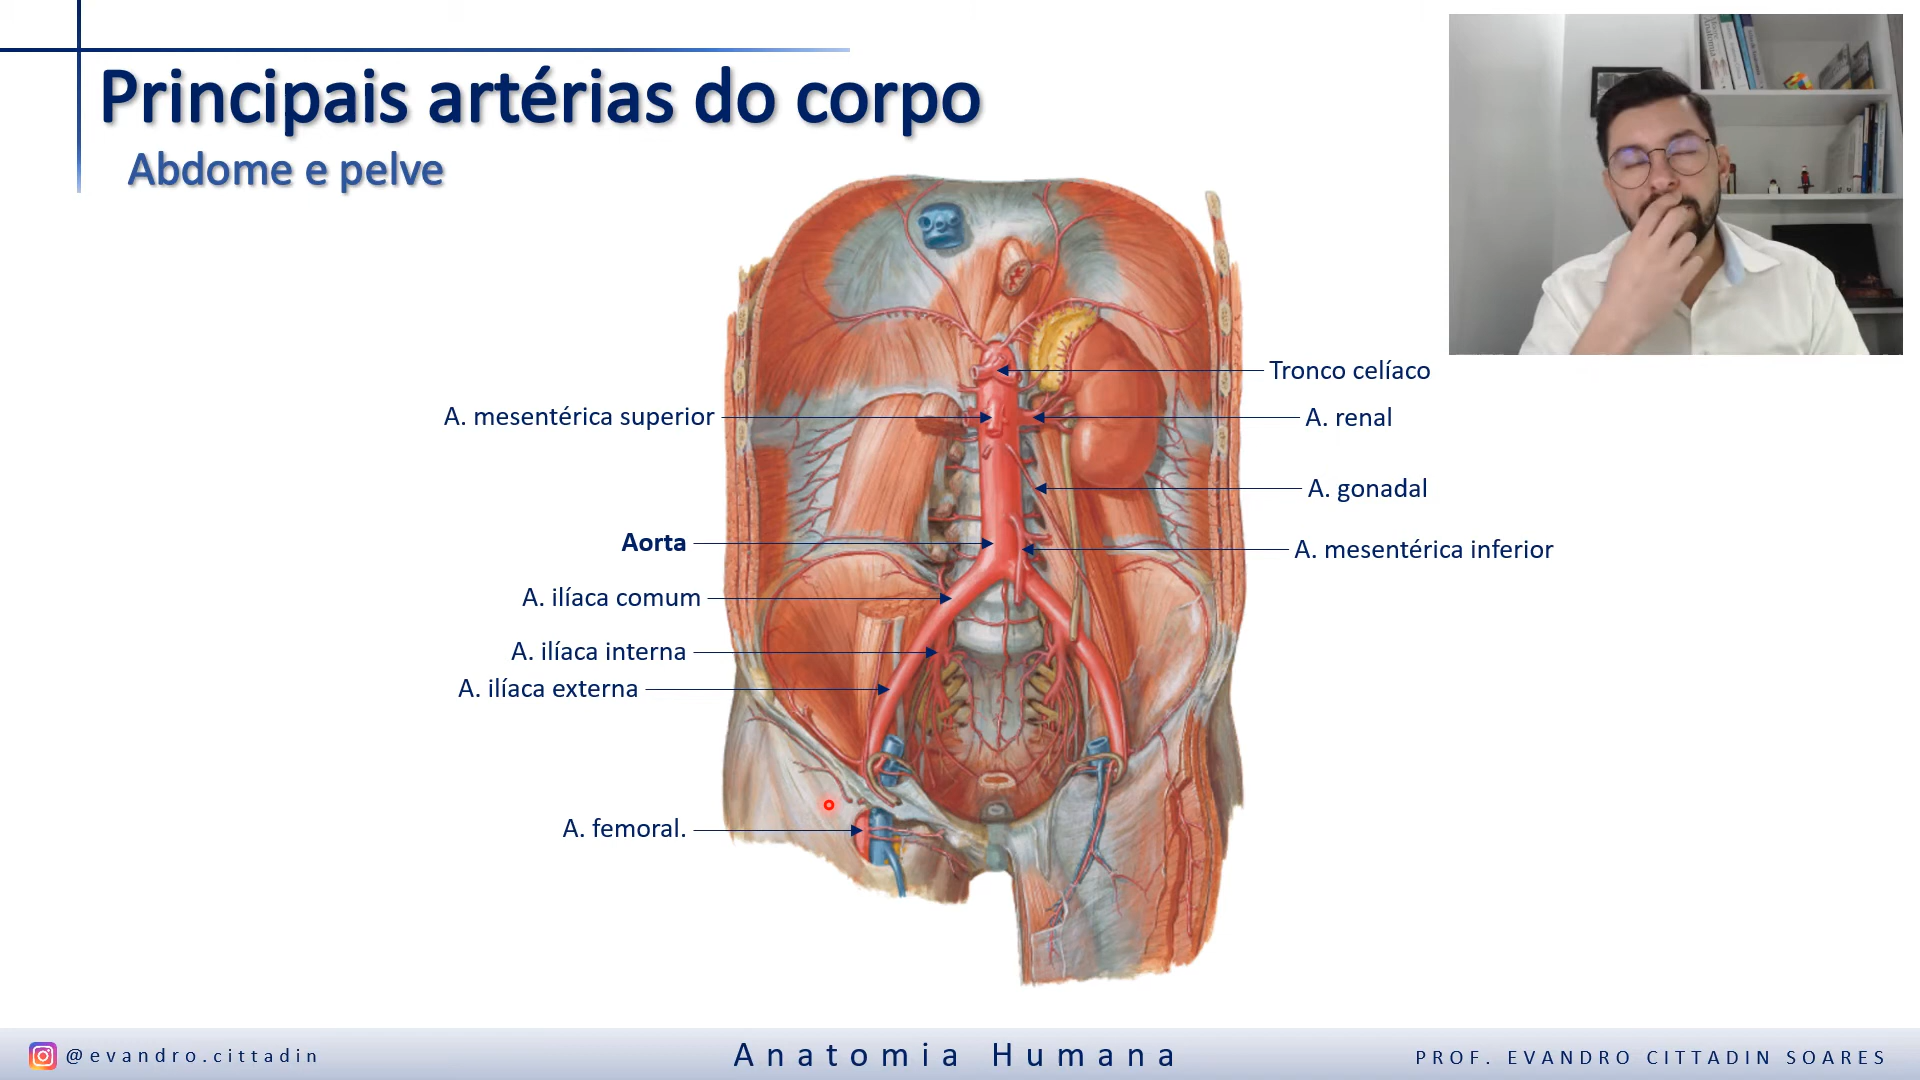 Principais artérias do corpo
Abdome e pelve
Tronco celíaco
A. mesentérica superior
A. renal
A. gonadal
Aorta
A. mesentérica inferior
A. ilíaca comum
A. ilíaca interna
A. ilíaca externa
A. femoral.
@evandro.cittadin
Anatomia Humana
PROF. EVANDRO CITTADIN SOARES